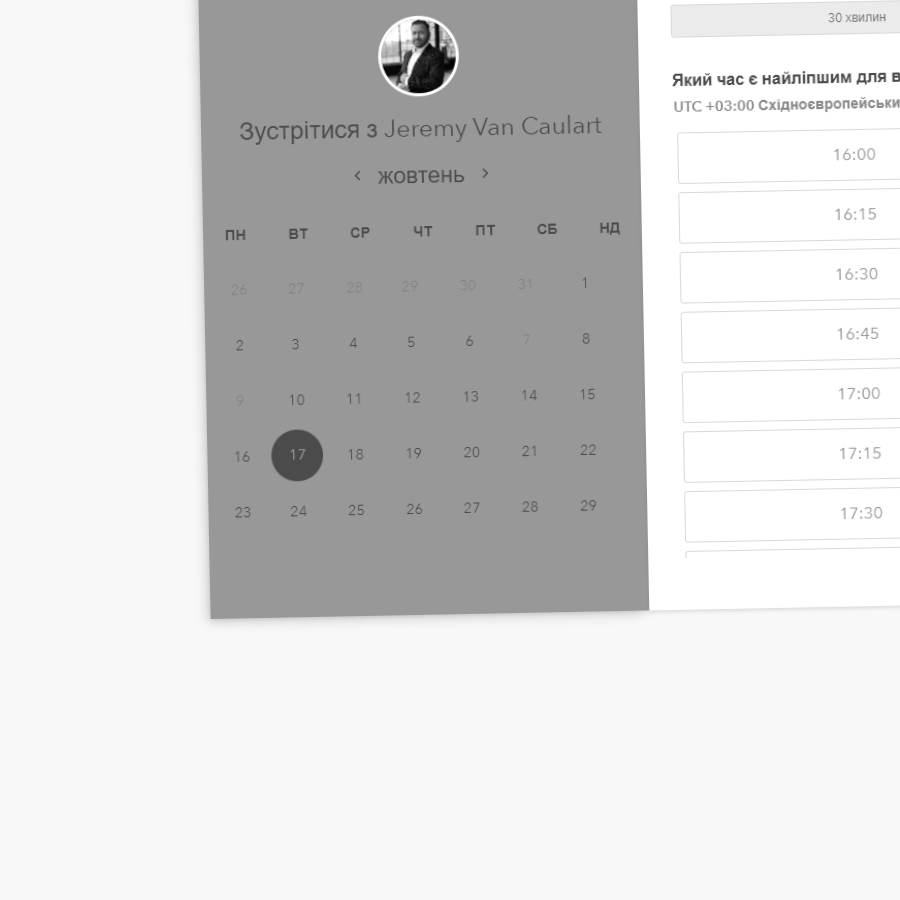 Зустрітися з Jeremy Van Caulart
жовтень
ПН ВТ СР ЧТ ПТ СБ НД
26 27 28 29 30 31 1
2 3 4 5 6 7 8
9 10 11 12 13 14 15
16 17 18 19 20 21 22
23 24 25 26 27 28 29
30 хвилин
Який час є найліпшим для
UTC +03:00
16:00
16:15
16:30
16:45
17:00
17:15
17:30